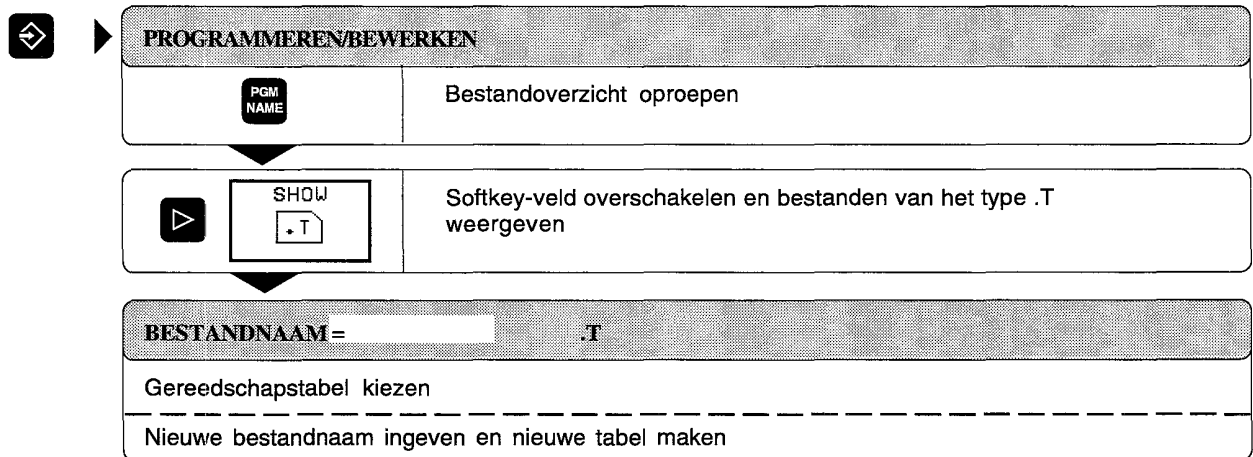 PROGRAMMEREN/BEWERKEN
PGM
NAME
Bestandoverzicht oproepen
SHOW
.T
Softkey-veld overschakelen en bestanden van het type .T
weergeven
BESTANDNAAM = .T
Gereedschapstabel kiezen
Nieuwe bestandnaam ingeven en nieuwe tabel maken